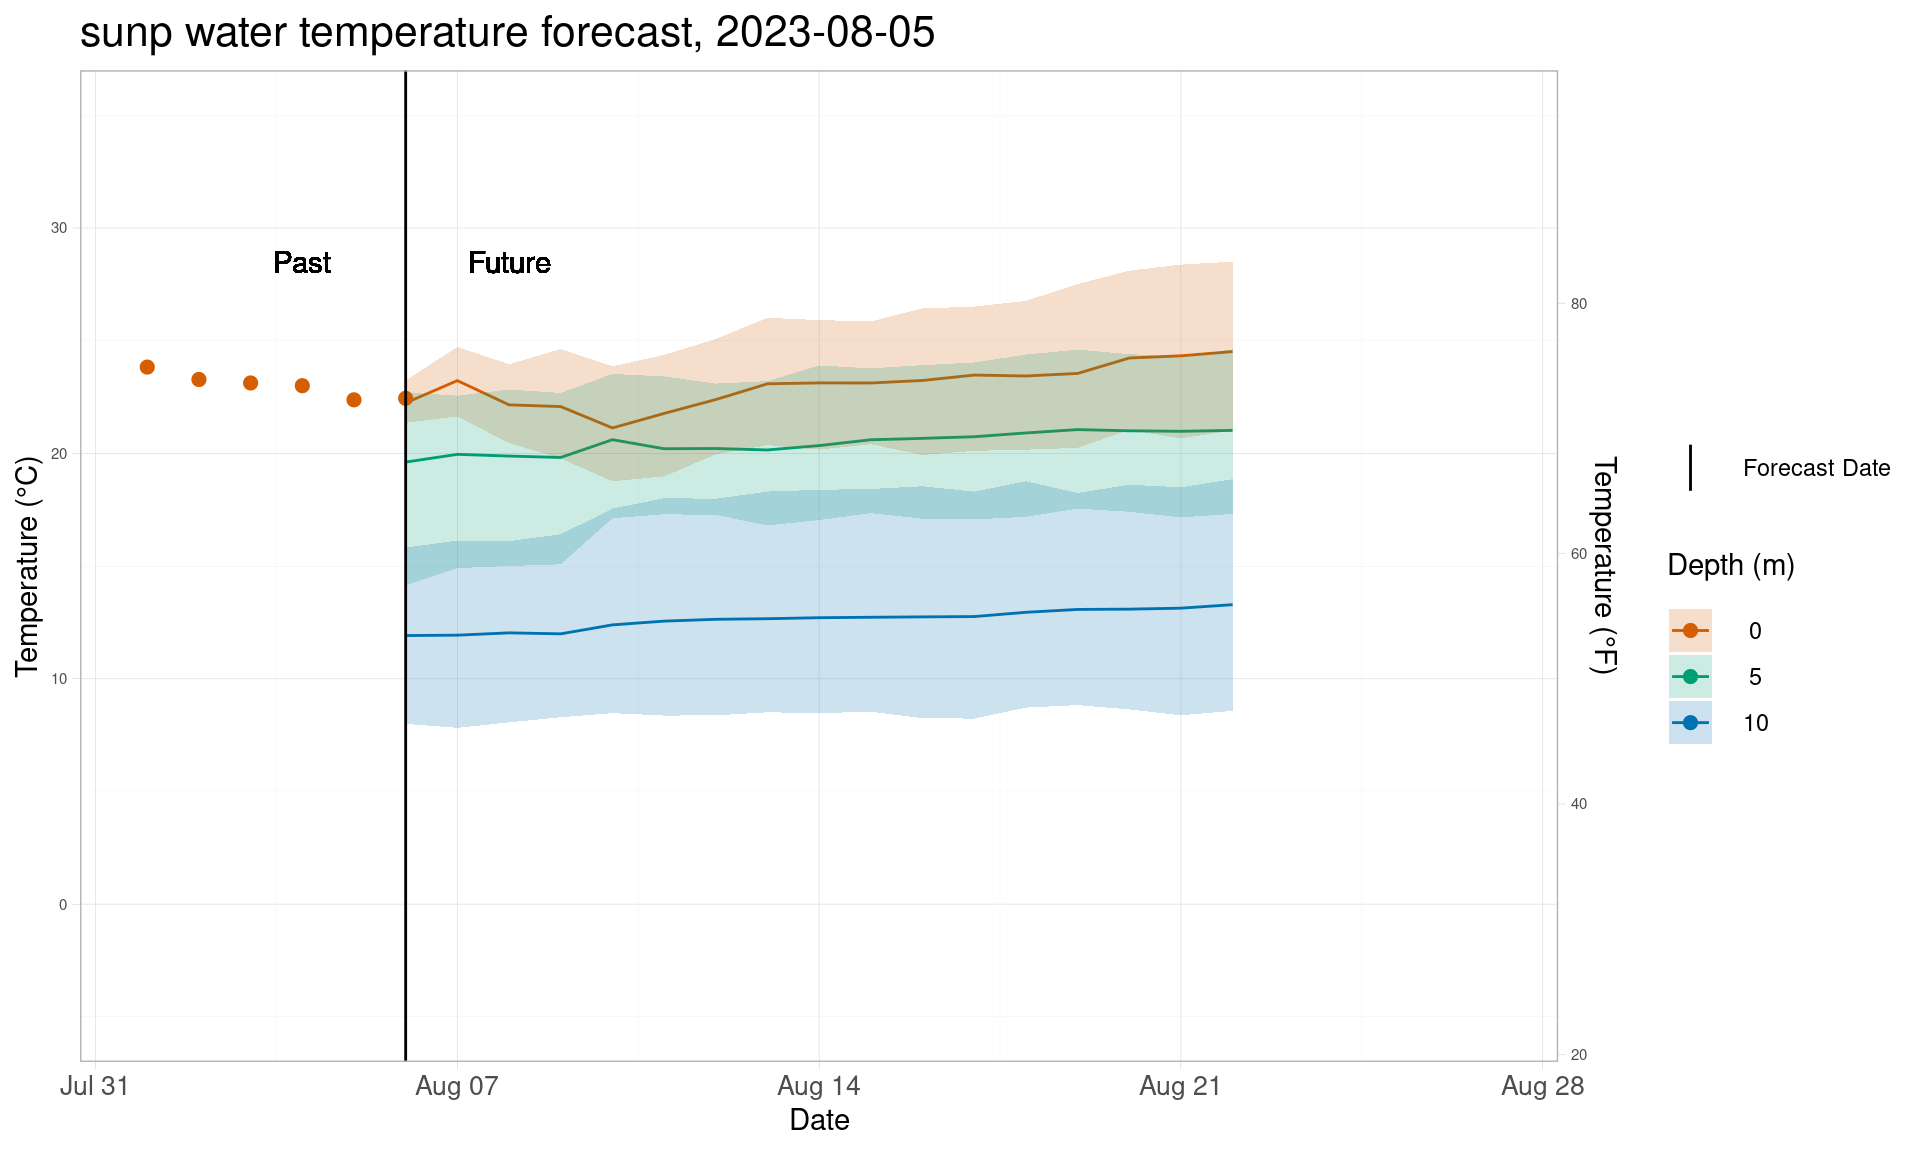 sunp water temperature forecast, 2023-08-05
Past
Future
30
20
10
0
Temperature (°C)
80
60
40
20
Temperature (°F)
Jul 31
Aug 07
Aug 14
Aug 21
Aug 28
Date
Forecast Date
Depth (m)
0
5
10